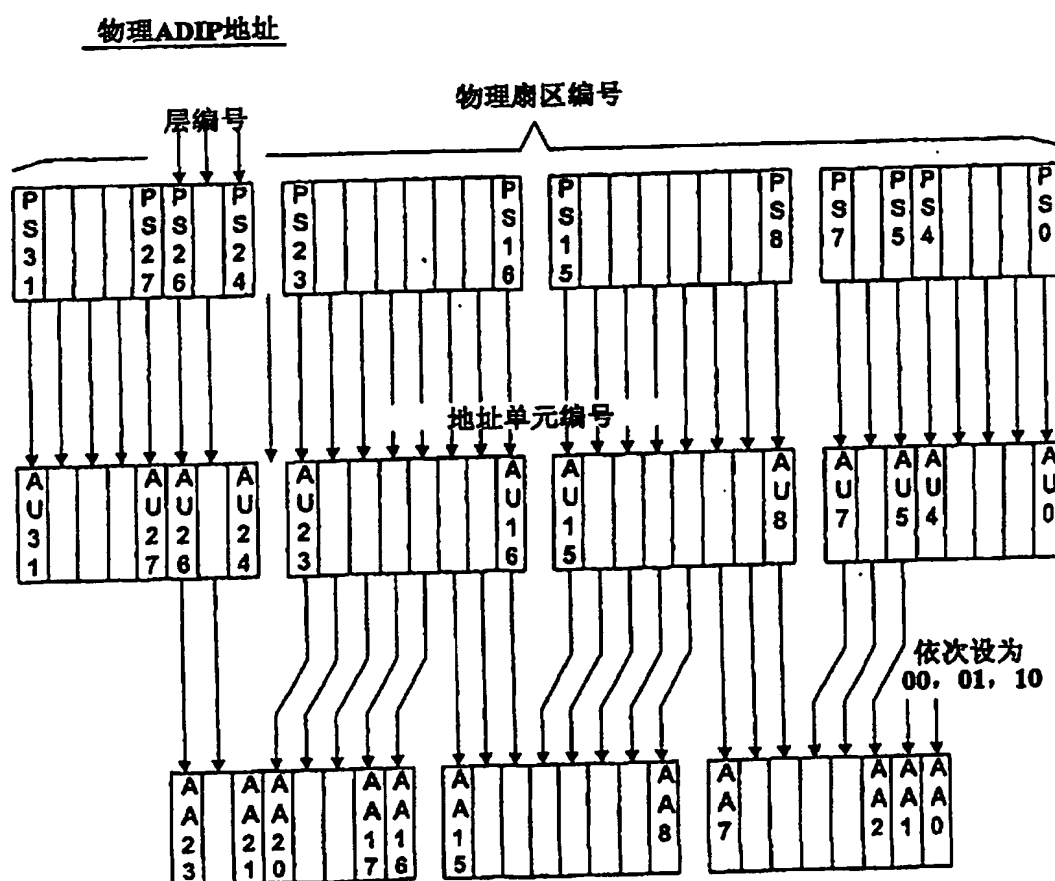 物理ADIP地址
物理扇区编号
层编号
PS31 PS27 PS26 PS24 PS23 PS16 PS15 PS8 PS7 PS5 PS4 PS0
地址单元编号
AU31 AU27 AU26 AU24 AU23 AU16 AU15 AU8 AU7 AU5 AU4 AU0
依次设为
00，01，10
AA23 AA21 AA20 AA17 AA16 AA15 AA8 AA7 AA2 AA1 AA0